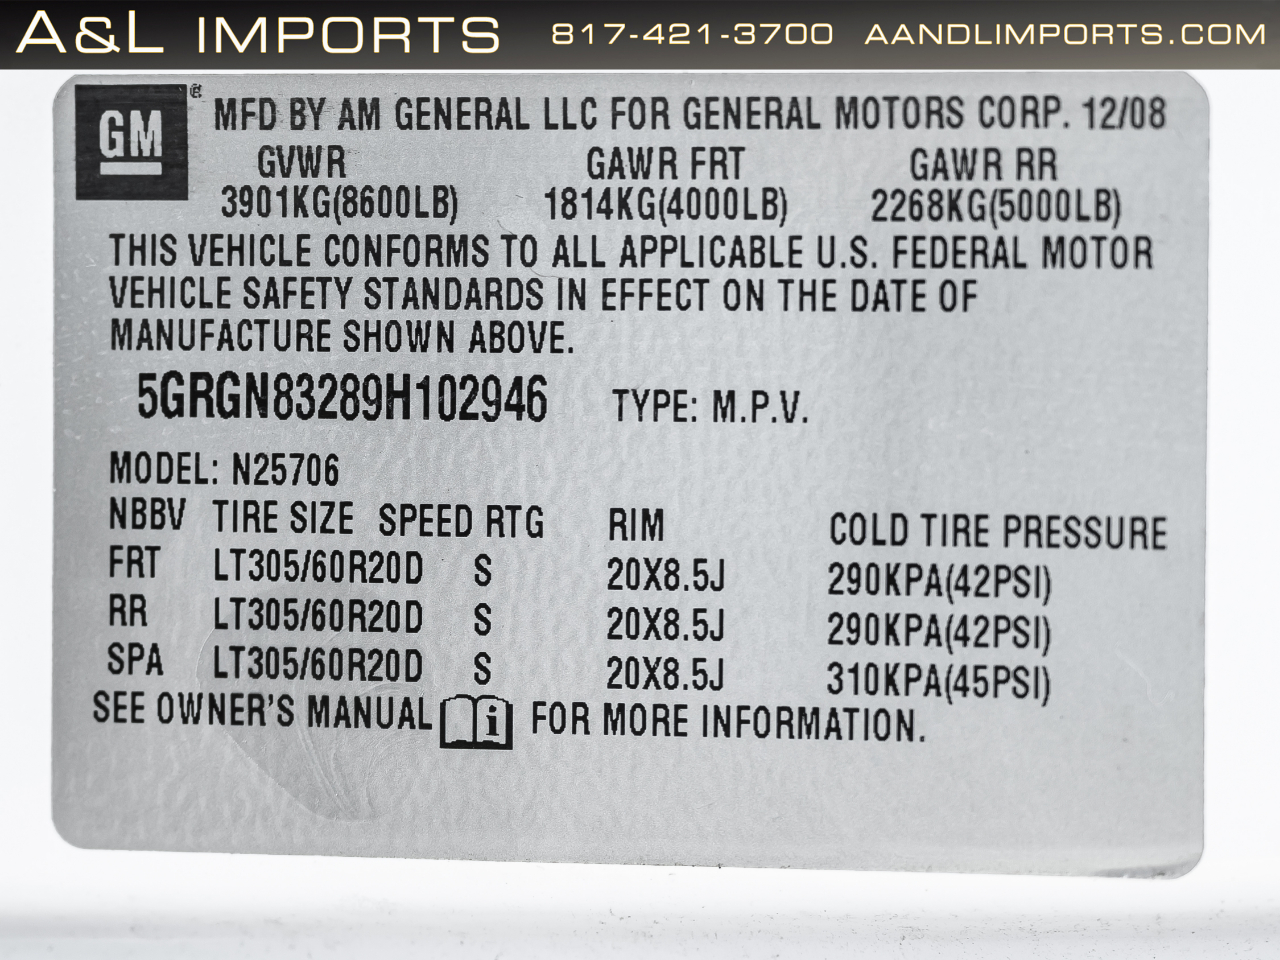 A&L IMPORTS 817-421-3700 AANDLIMPORTS.COM
GM ® MFD BY AM GENERAL LLC FOR GENERAL MOTORS CORP. 12/08
GVWR GAWR FRT GAWR RR
3901KG(8600LB) 1814KG(4000LB) 2268KG(5000LB)
THIS VEHICLE CONFORMS TO ALL APPLICABLE U.S. FEDERAL MOTOR
VEHICLE SAFETY STANDARDS IN EFFECT ON THE DATE OF
MANUFACTURE SHOWN ABOVE.
5GRGN83289H102946 TYPE: M.P.V.
MODEL: N25706
NBBV TIRE SIZE SPEED RTG RIM COLD TIRE PRESSURE
FRT LT305/60R20D S 20X8.5J 290KPA(42PSI)
RR LT305/60R20D S 20X8.5J 290KPA(42PSI)
SPA LT305/60R20D S 20X8.5J 310KPA(45PSI)
SEE OWNER'S MANUAL i FOR MORE INFORMATION.